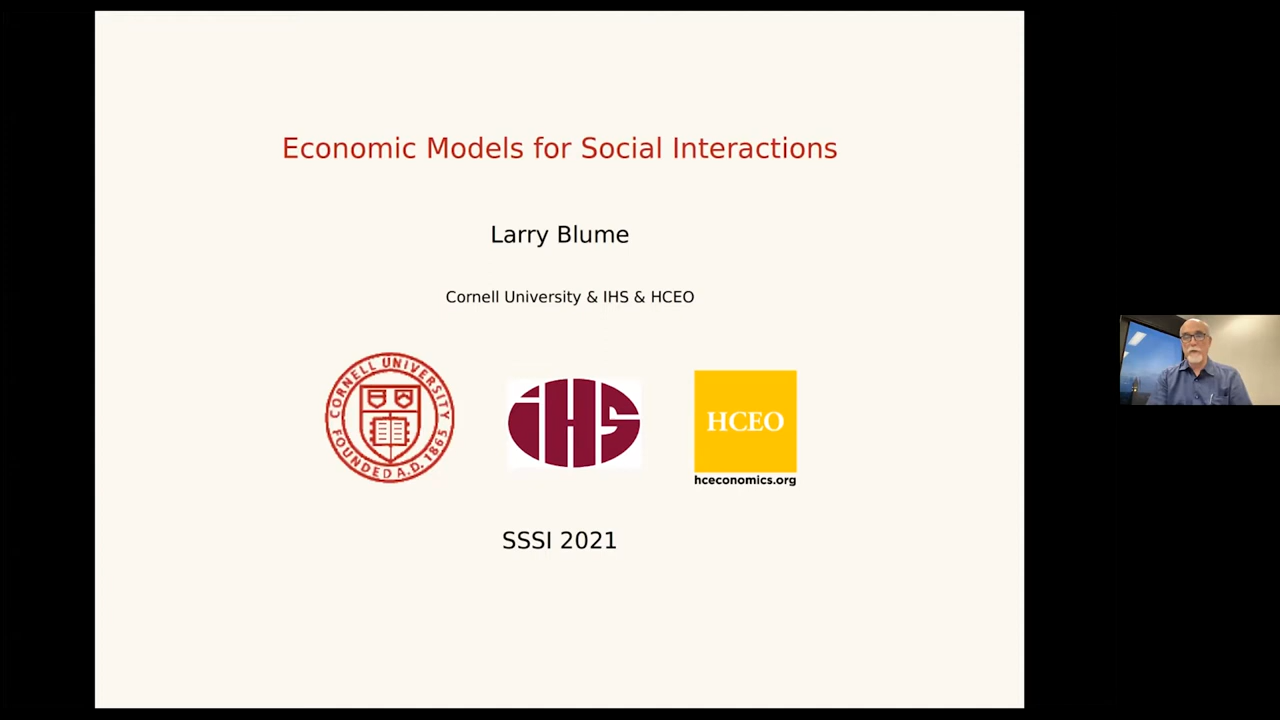 Economic Models for Social Interactions
Larry Blume
Cornell University & IHS & HCEO
CORNELL UNIVERSITY
FOUNDED A.D. 1865
iHS
HCEO
hceconomics.org
SSSI 2021